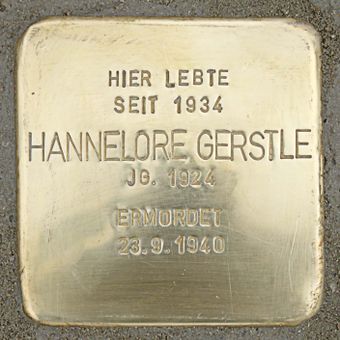 HIER LEBTE
SEIT 1934
HANNELORE GERSTLE
JG. 1924
ERMORDET
23.9.1940